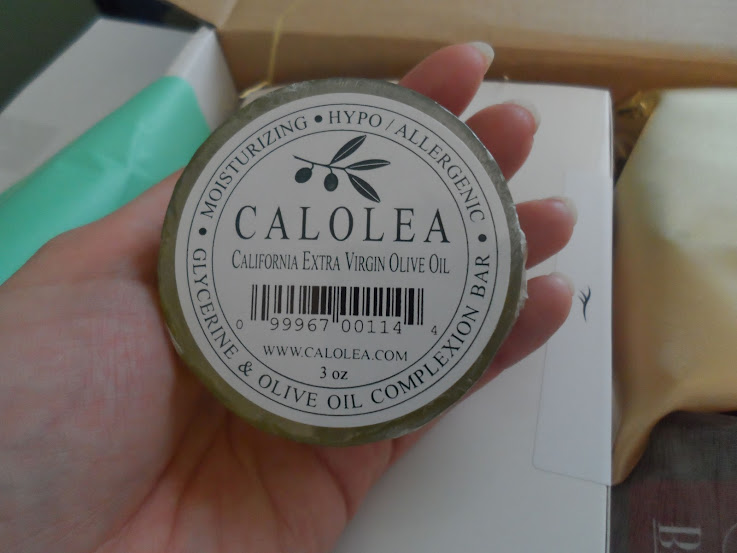 MOISTURIZING • HYPO / ALLERGENIC •
CALOLEA
CALIFORNIA EXTRA VIRGIN OLIVE OIL
0 99967 00114 4
WWW.CALOLEA.COM
3 oz
GLYCERINE & OLIVE OIL COMPLEXION BAR •
B